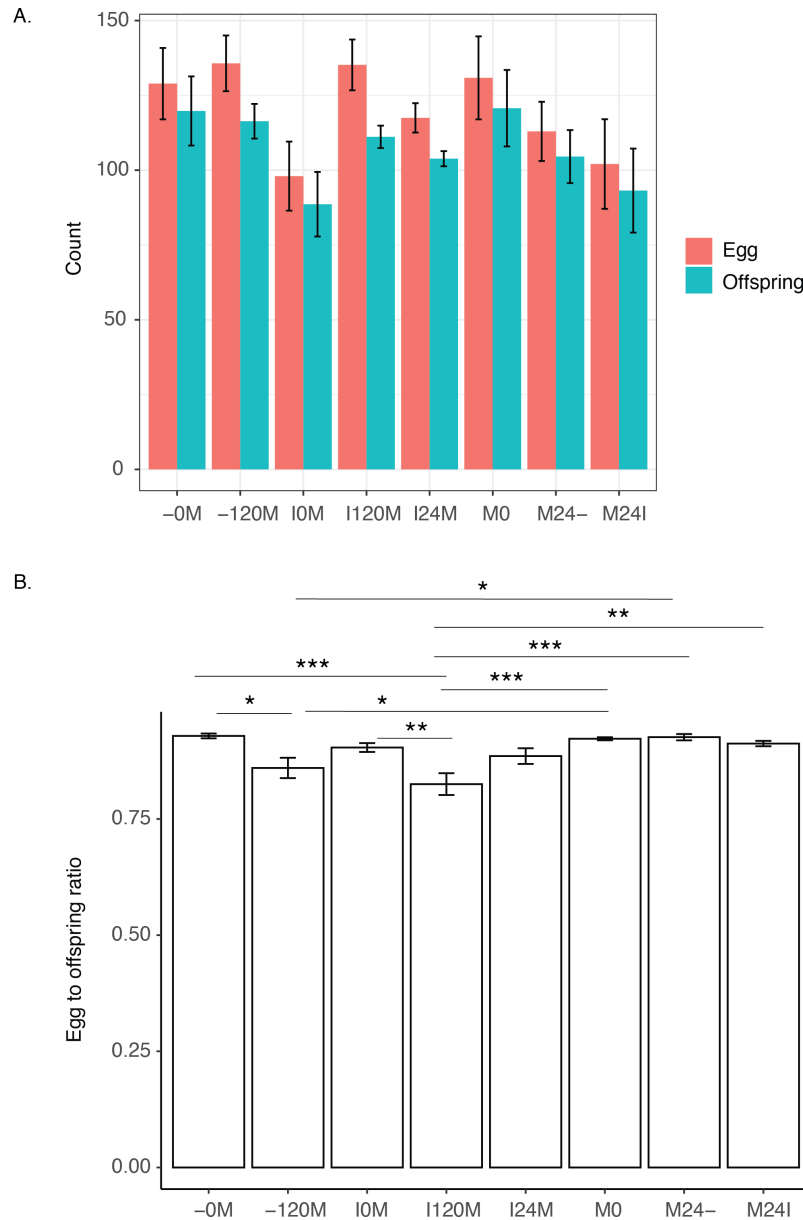 A.
150
100
50
0
Count
−0M −120M I0M I120M I24M M0 M24− M24I
Egg
Offspring
B.
*
**
***
***
***
*
*
**
0.75
0.50
0.25
0.00
Egg to offspring ratio
−0M −120M I0M I120M I24M M0 M24− M24I